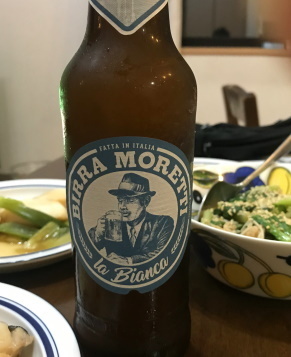 FATTA IN ITALIA
BIRRA MORETTI
la Bianca